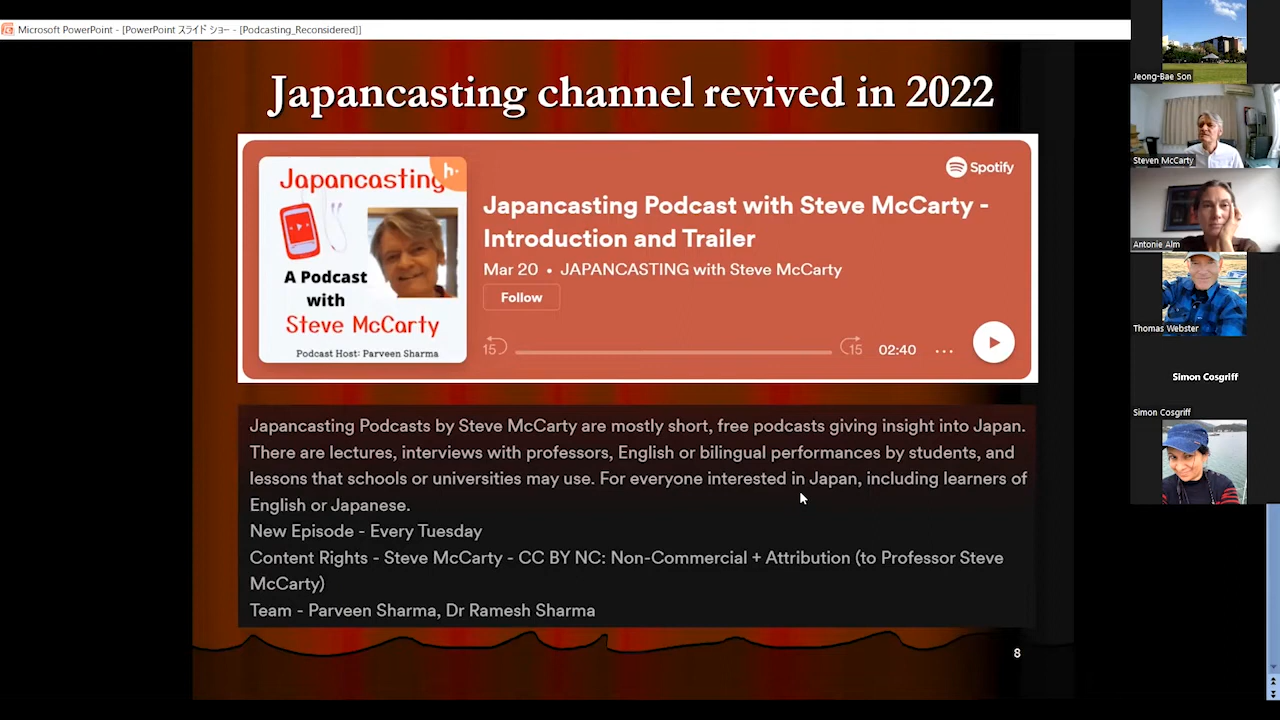 Microsoft PowerPoint - [PowerPoint スライド ショー - [Podcasting_Reconsidered]]
Japancasting channel revived in 2022
Japancasting
h.
A Podcast
with
Steve McCarty
Podcast Host: Parveen Sharma
Spotify
Japancasting Podcast with Steve McCarty -
Introduction and Trailer
Mar 20 • JAPANCASTING with Steve McCarty
Follow
15
15
02:40
...
Japancasting Podcasts by Steve McCarty are mostly short, free podcasts giving insight into Japan.
There are lectures, interviews with professors, English or bilingual performances by students, and
lessons that schools or universities may use. For everyone interested in Japan, including learners of
English or Japanese.
New Episode - Every Tuesday
Content Rights - Steve McCarty - CC BY NC: Non-Commercial + Attribution (to Professor Steve
McCarty)
Team - Parveen Sharma, Dr Ramesh Sharma
8
Jeong-Bae Son
Steven McCarty
Antonie Alm
Thomas Webster
Simon Cosgriff
Simon Cosgriff